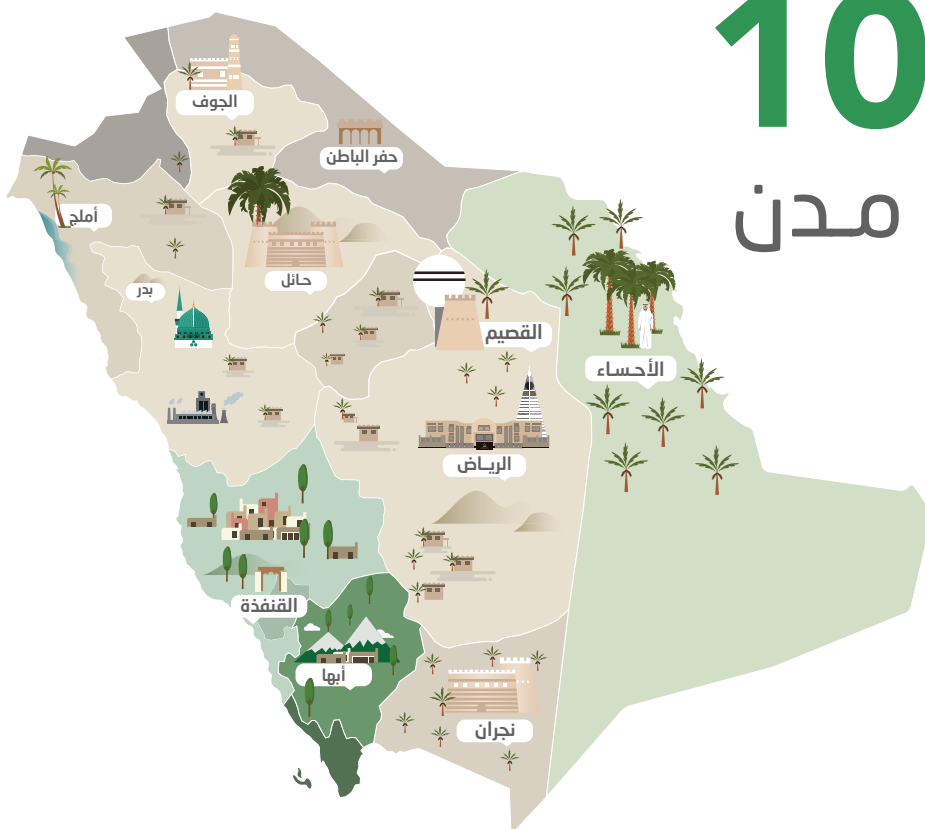 10
مدن
الجوف
حفر الباطن
أملج
حائل
بدر
القصيم
الأحساء
الرياض
القنفذة
أبها
نجران